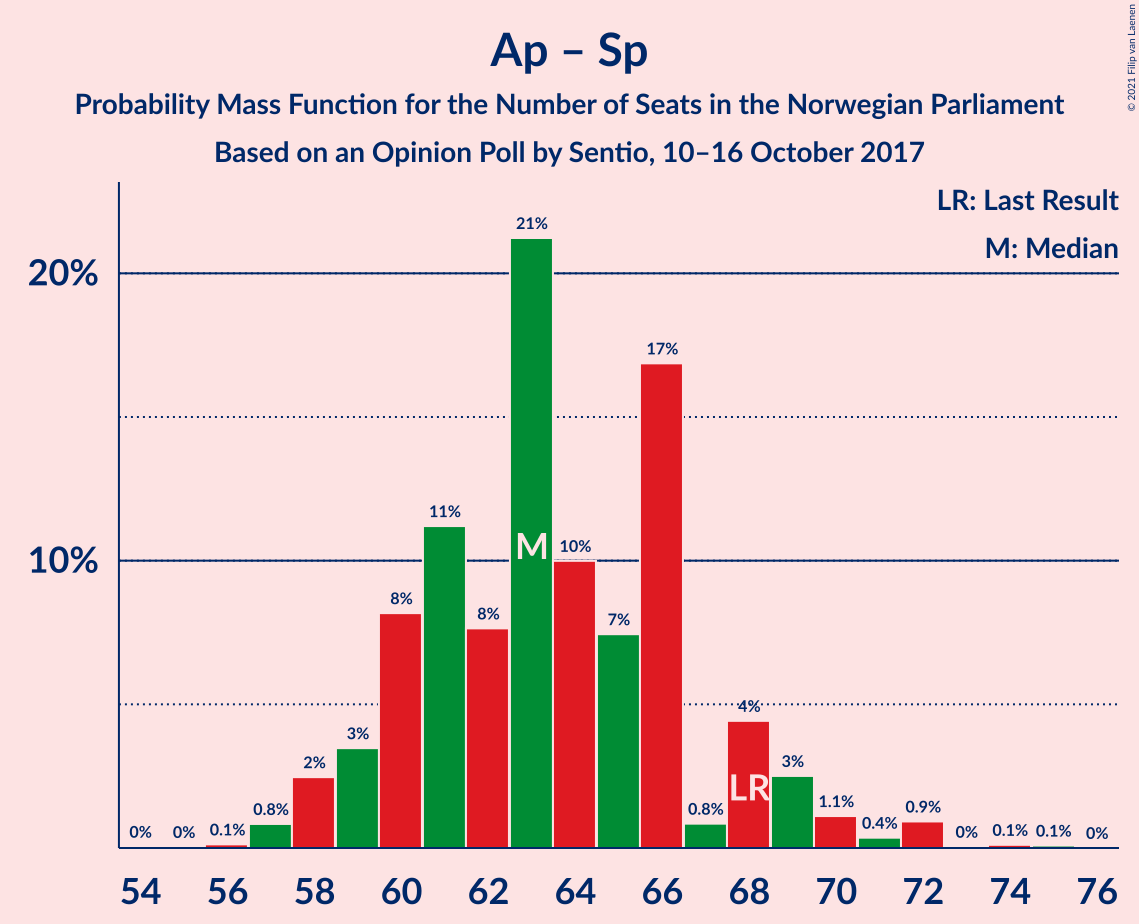 Ap – Sp
Probability Mass Function for the Number of Seats in the Norwegian Parliament
Based on an Opinion Poll by Sentio, 10–16 October 2017
© 2021 Filip van Laenen
LR: Last Result
M: Median
20%
10%
0% 0% 0.1% 0.8% 2% 3% 8% 11% 8% 21% 10% 7% 17% 0.8% 4% 3% 1.1% 0.4% 0.9% 0% 0.1% 0.1% 0%
M
LR
54 56 58 60 62 64 66 68 70 72 74 76